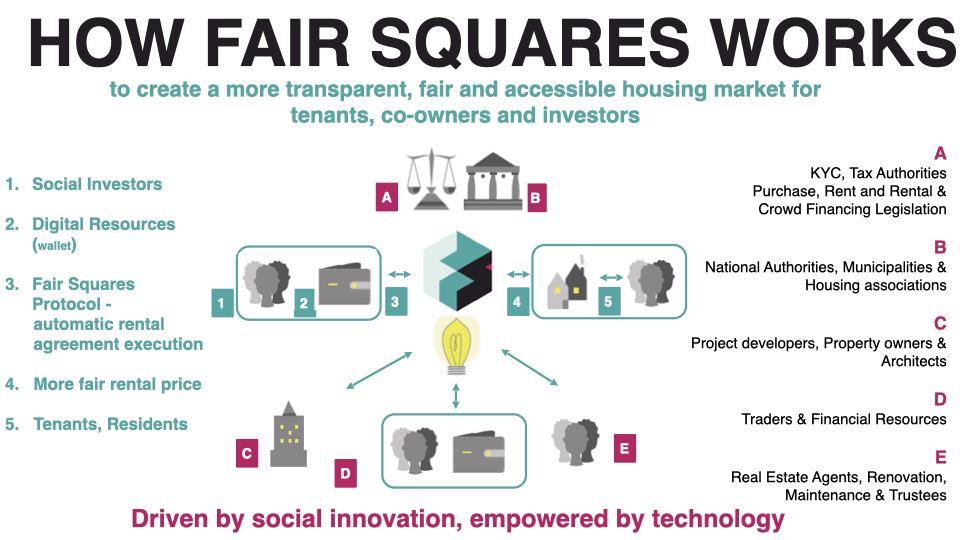 HOW FAIR SQUARES WORKS
to create a more transparent, fair and accessible housing market for
tenants, co-owners and investors
1. Social Investors
2. Digital Resources
(wallet)
3. Fair Squares
Protocol -
automatic rental
agreement execution
4. More fair rental price
5. Tenants, Residents
A
B
1
2
3
4
5
C
D
E
A
KYC, Tax Authorities
Purchase, Rent and Rental &
Crowd Financing Legislation
B
National Authorities, Municipalities &
Housing associations
C
Project developers, Property owners &
Architects
D
Traders & Financial Resources
E
Real Estate Agents, Renovation,
Maintenance & Trustees
Driven by social innovation, empowered by technology